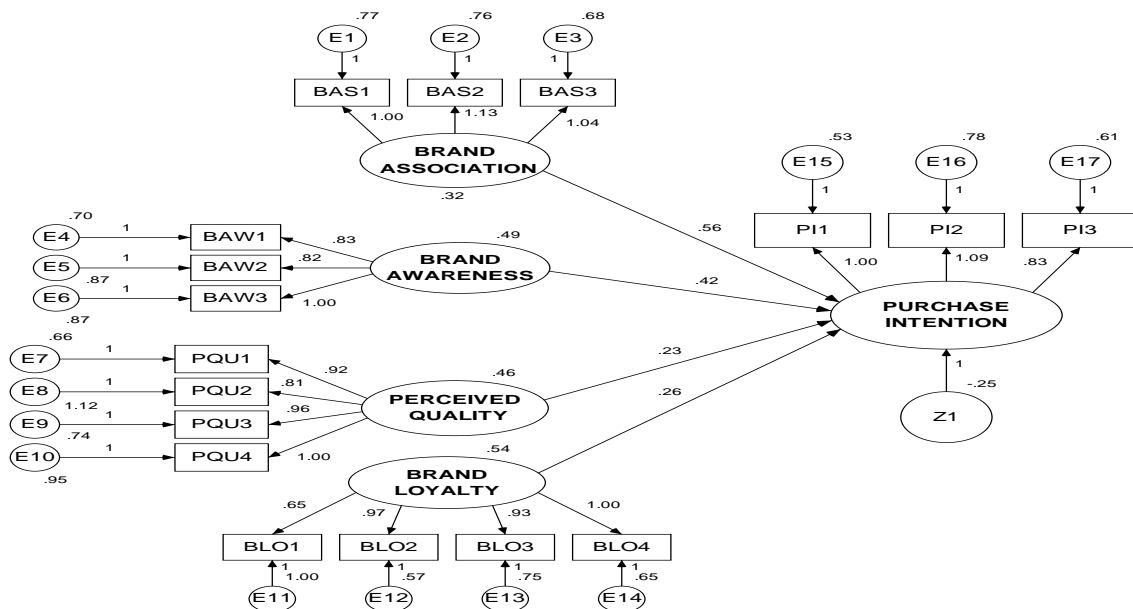 .77 .76 .68
E1 E2 E3
1 1 1
BAS1 BAS2 BAS3
1.00 1.13 1.04
BRAND
ASSOCIATION
.32
.53 .78 .61
E15 E16 E17
1 1 1
PI1 PI2 PI3
1.00 1.09 .83
PURCHASE
INTENTION
1
-.25
Z1
.56
.42
.23
.26
.70
E4 1 BAW1 .83
E5 1 BAW2 .82
.87
E6 1 BAW3 1.00
.87
.49
BRAND
AWARENESS
.66
E7 1 PQU1 .92
E8 1 PQU2 .81
1.12
E9 1 PQU3 .96
.74
E10 1 PQU4 1.00
.95
.46
PERCEIVED
QUALITY
.54
BRAND
LOYALTY
.65 .97 .93 1.00
BLO1 BLO2 BLO3 BLO4
1 1 1 1
1.00 .57 .75 .65
E11 E12 E13 E14